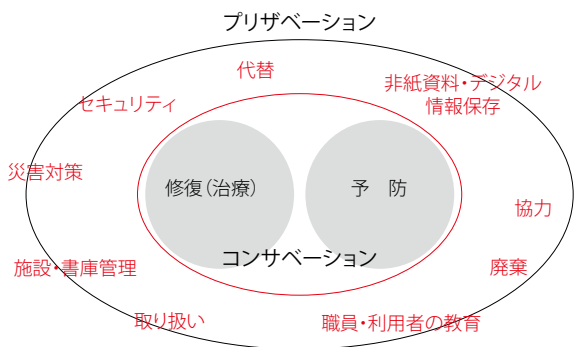 プリザベーション
代替
非紙資料・デジタル
情報保存
セキュリティ
災害対策
修復（治療）
予　防
協力
コンサベーション
施設・書庫管理
廃棄
取り扱い
職員・利用者の教育